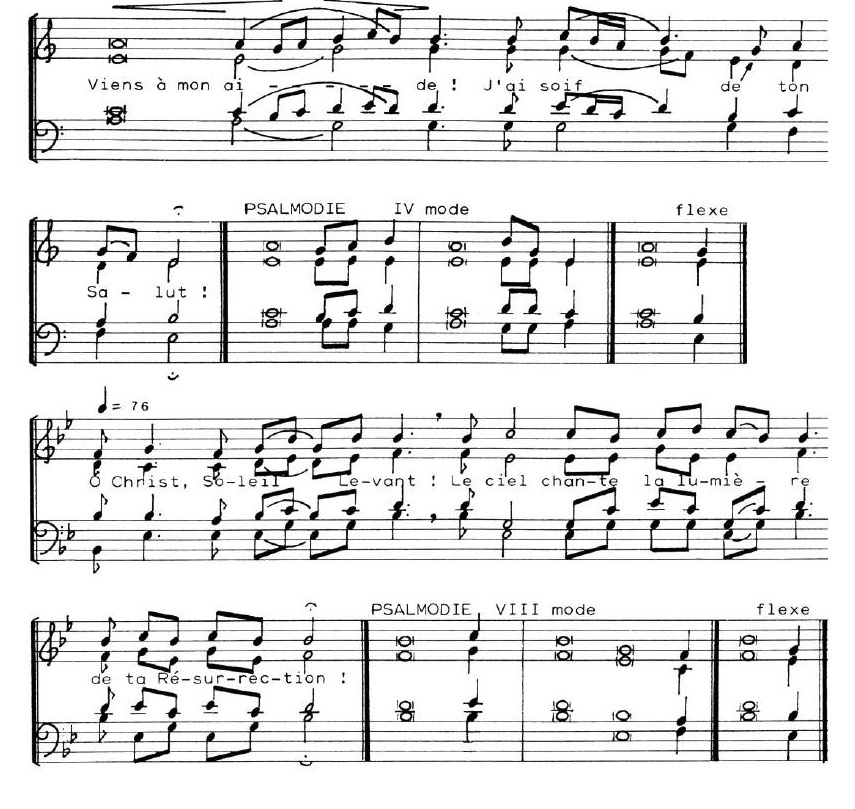 Viens à mon ai - - - - - de ! J'ai soif de ton
PSALMODIE IV mode flexe
Sa - lut !
= 76
O Christ, So-leil Le-vant ! Le ciel chan-te la lu-miè - re
PSALMODIE VIII mode flexe
de ta Ré-sur-rec-tion !